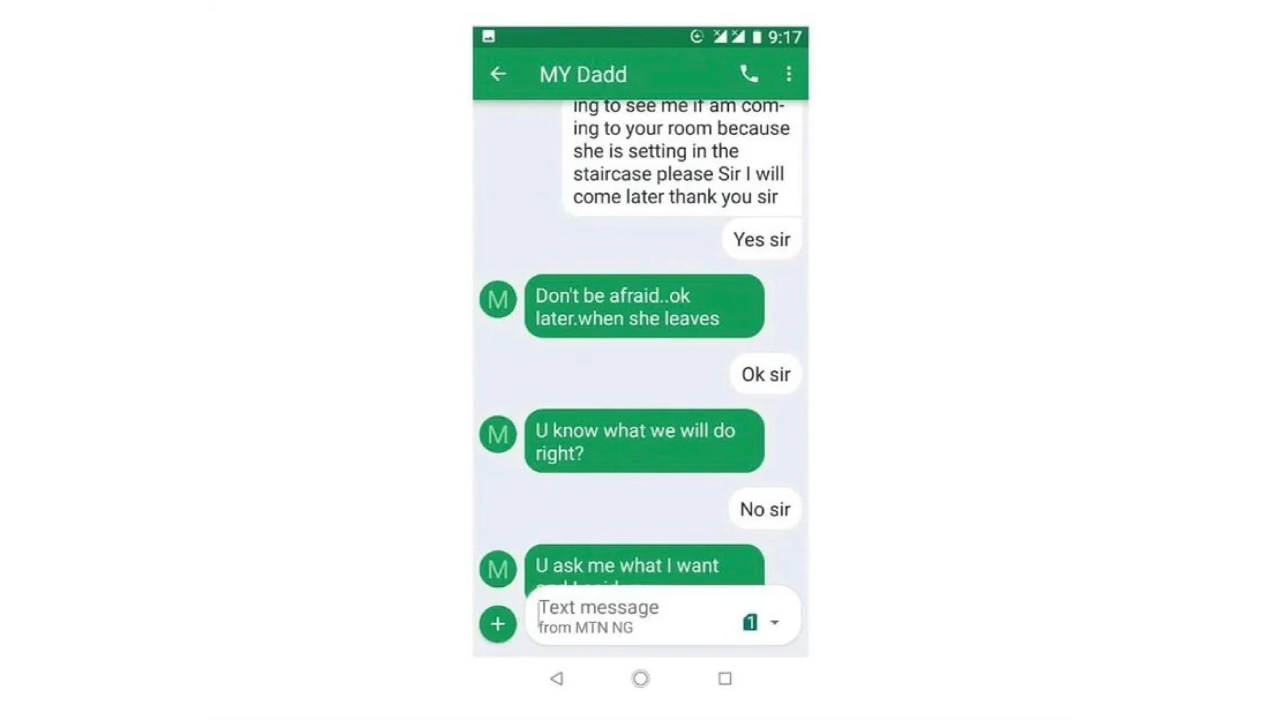 9:17
MY Dadd
ing to see me if am com-
ing to your room because
she is setting in the
staircase please Sir I will
come later thank you sir
Yes sir
M
Don't be afraid..ok
later.when she leaves
Ok sir
M
U know what we will do
right?
No sir
M
U ask me what I want
Text message
from MTN NG
1